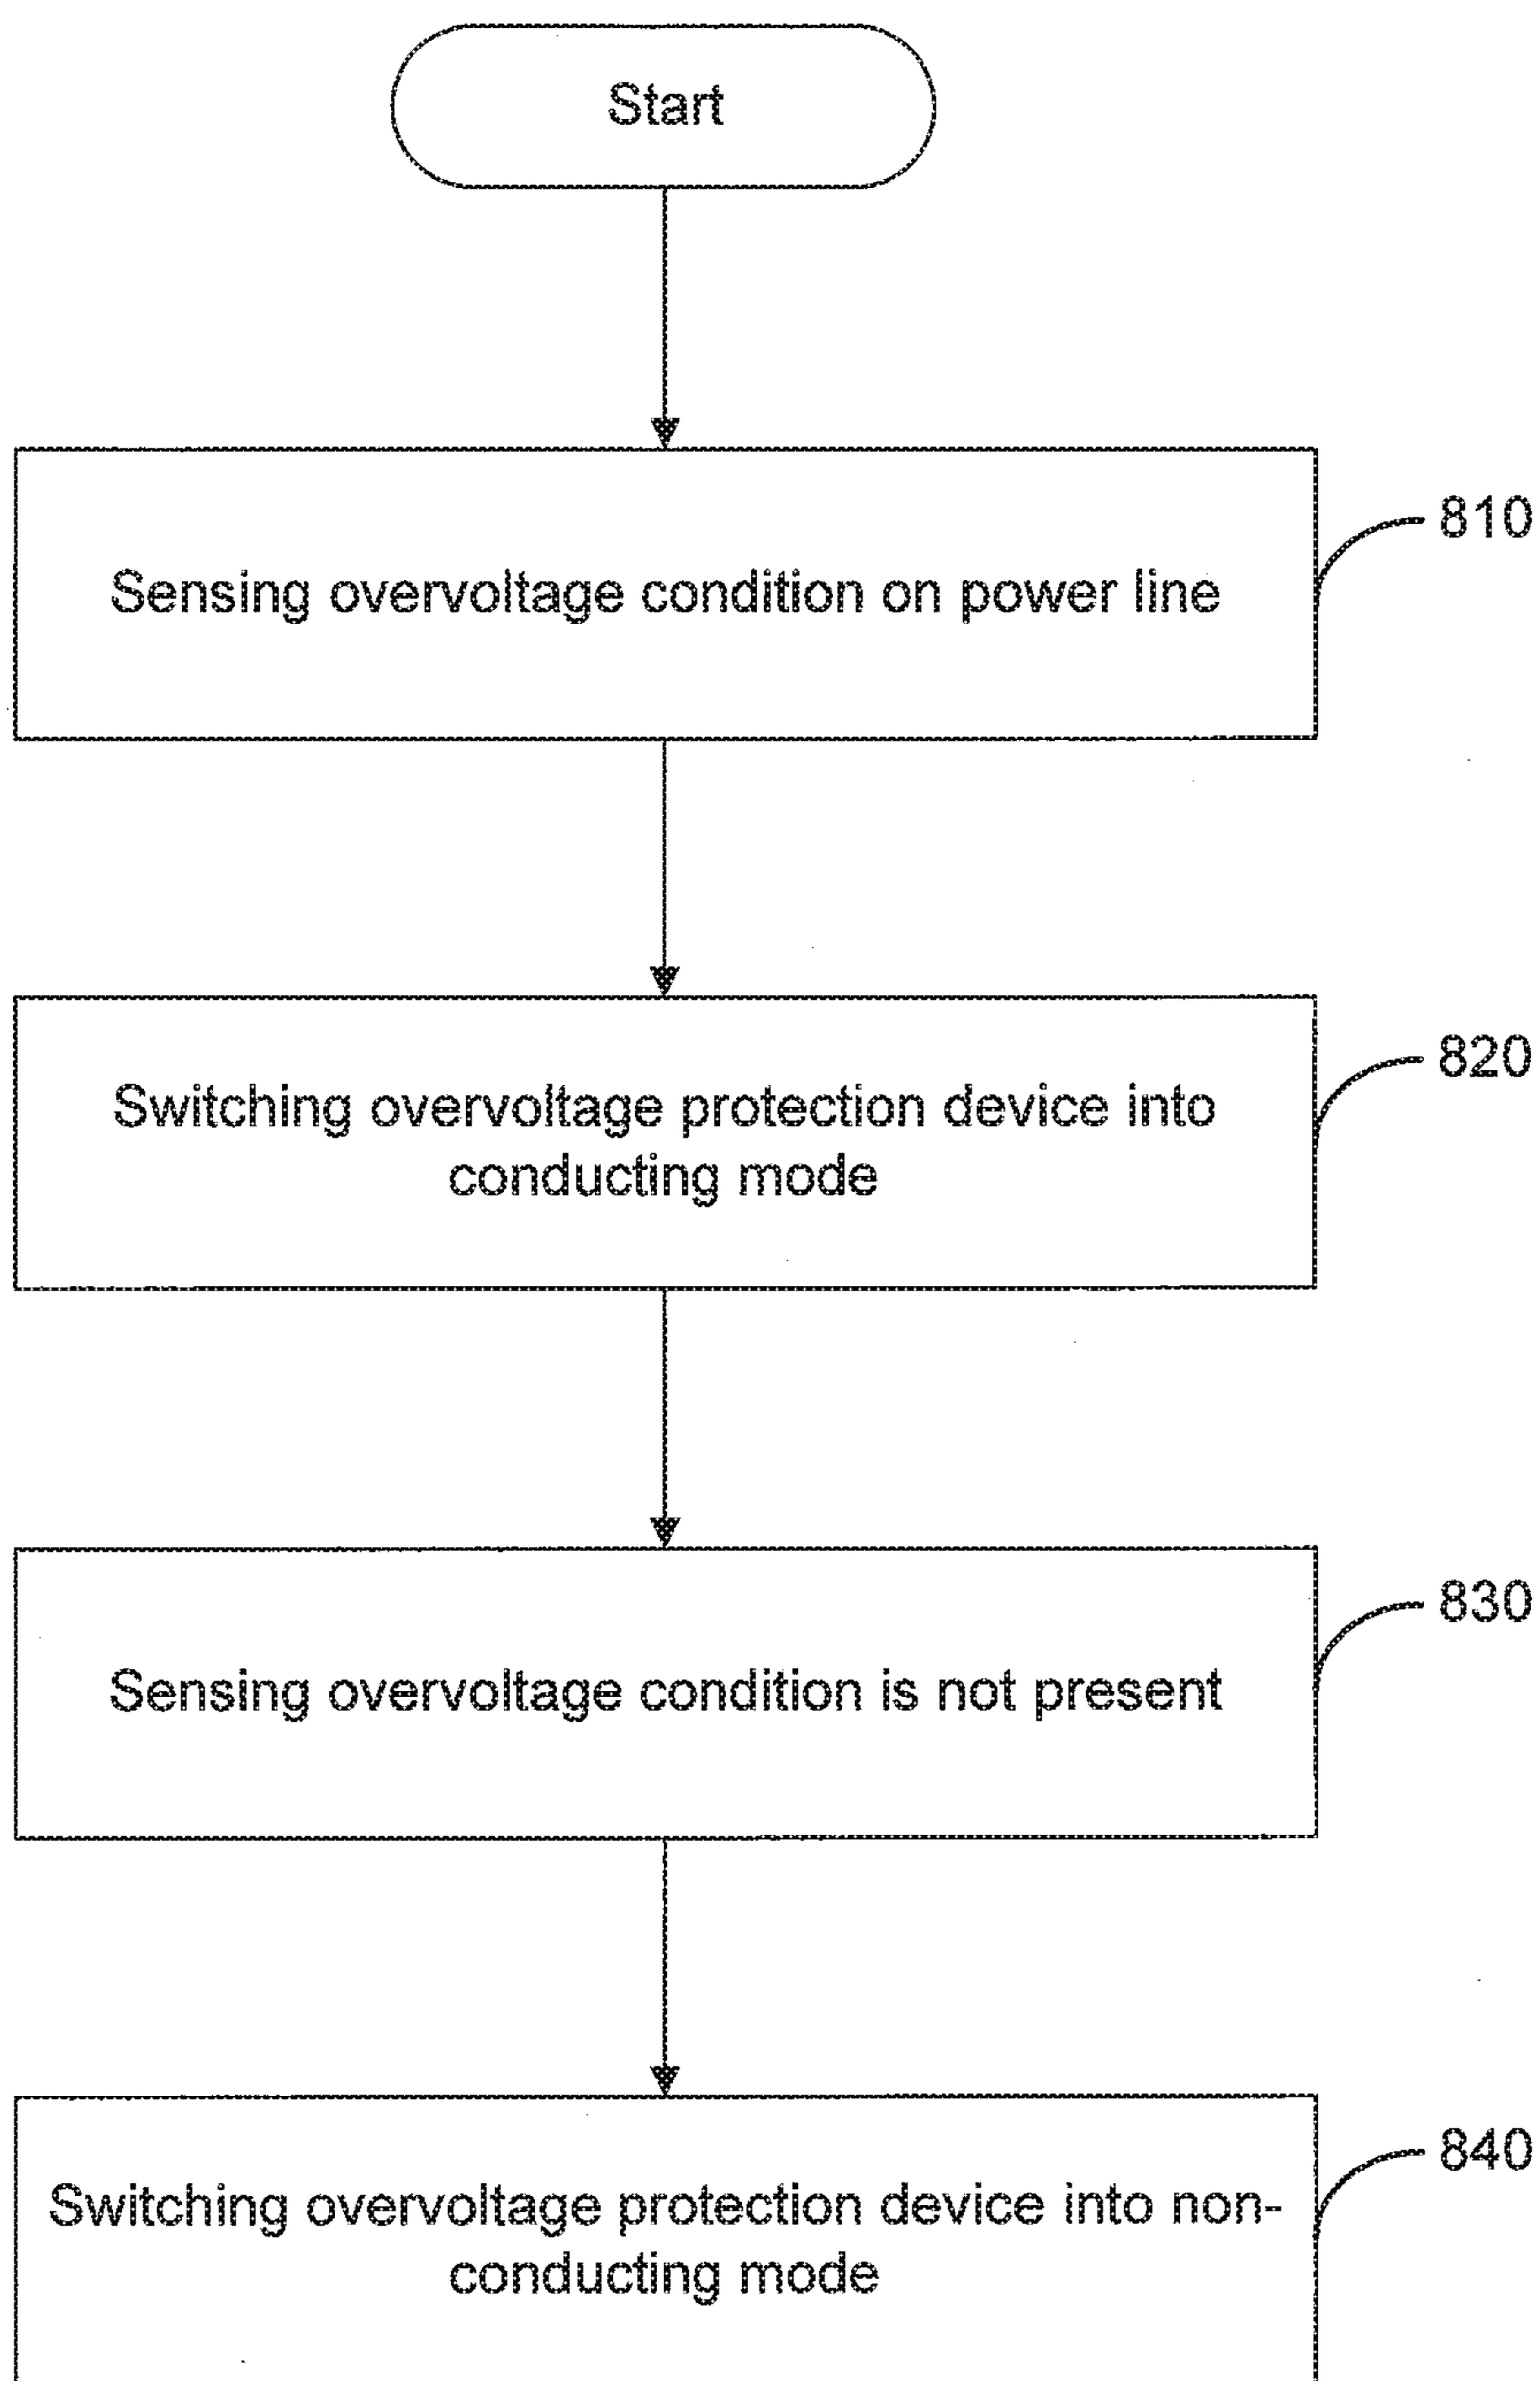 Start
Sensing overvoltage condition on power line
810
Switching overvoltage protection device into
conducting mode
820
Sensing overvoltage condition is not present
830
Switching overvoltage protection device into non-
conducting mode
840